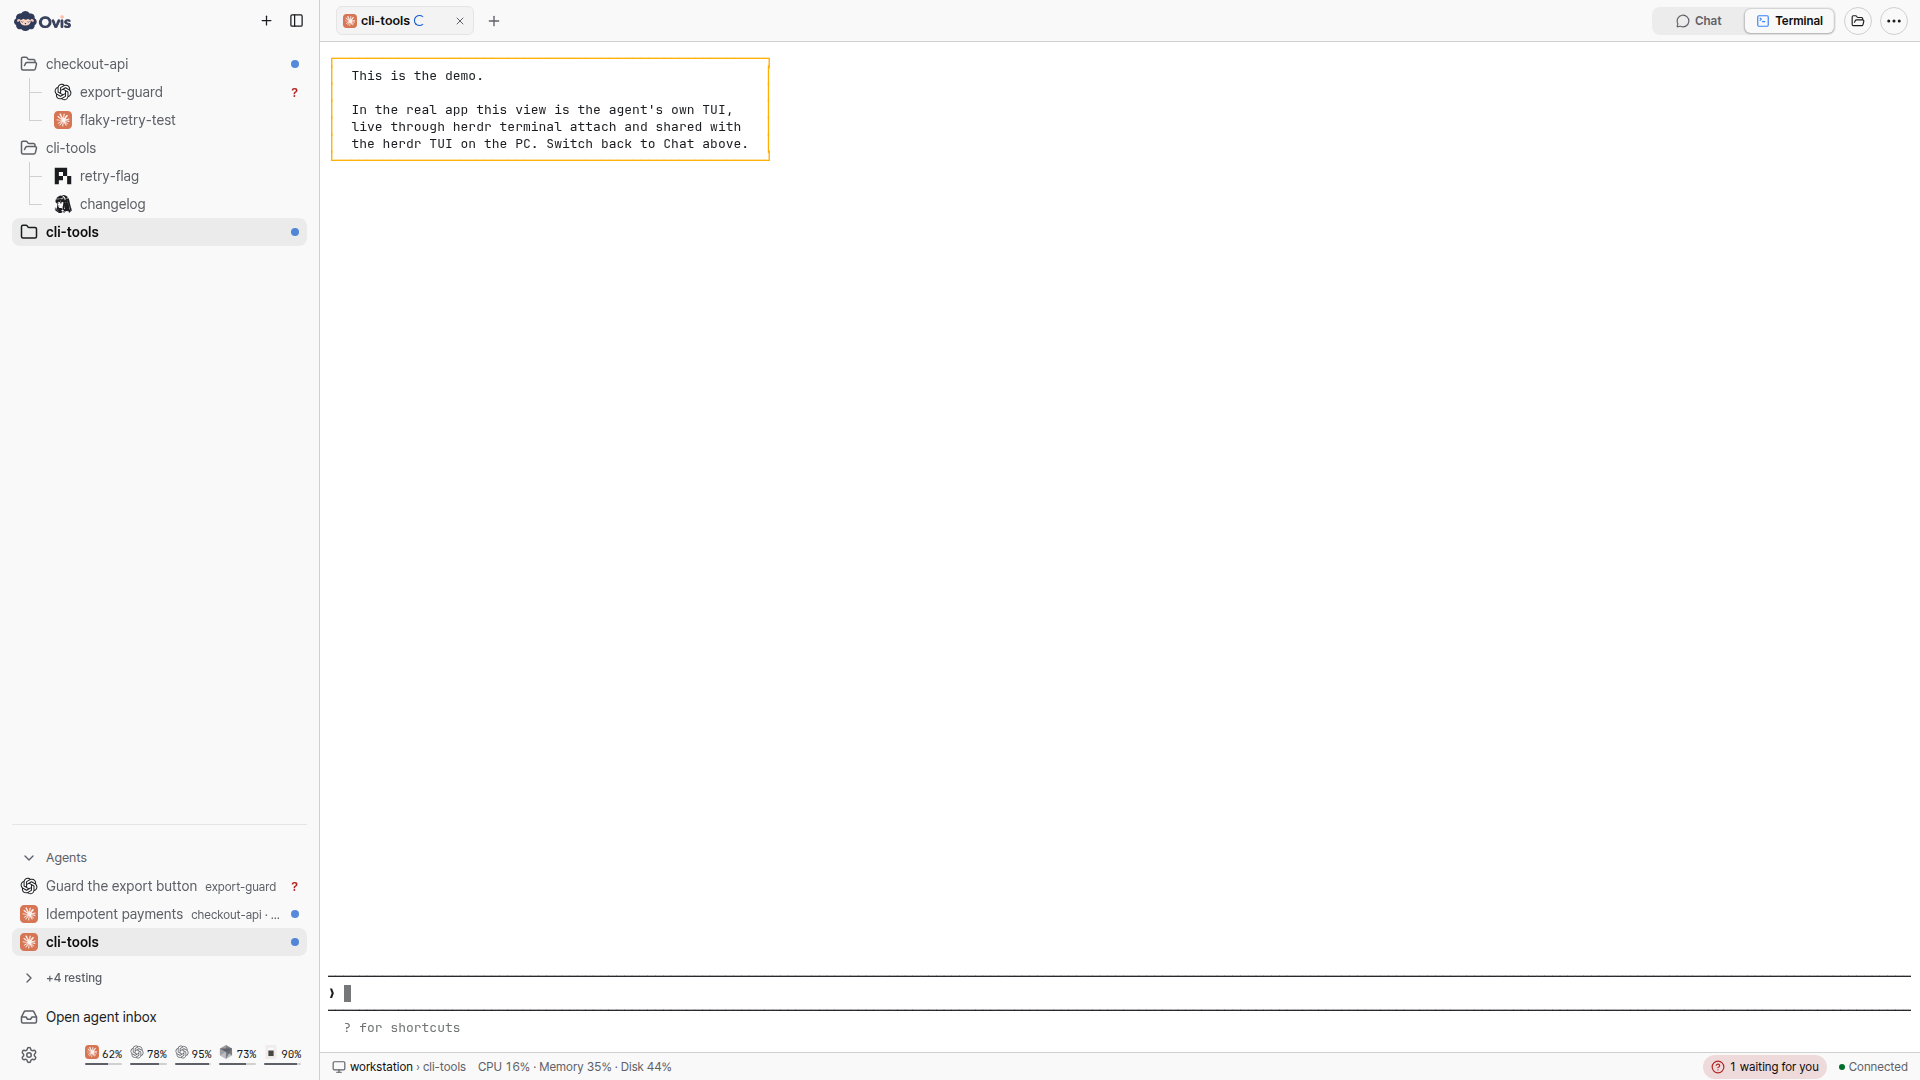 Ovis
cli-tools
Chat
Terminal
checkout-api
export-guard ?
flaky-retry-test
cli-tools
retry-flag
changelog
cli-tools
This is the demo.
In the real app this view is the agent's own TUI,
live through herdr terminal attach and shared with
the herdr TUI on the PC. Switch back to Chat above.
Agents
Guard the export button export-guard ?
Idempotent payments checkout-api · ...
cli-tools
+4 resting
Open agent inbox
62% 78% 95% 73% 90%
❯
? for shortcuts
workstation › cli-tools CPU 16% · Memory 35% · Disk 44%
1 waiting for you
Connected